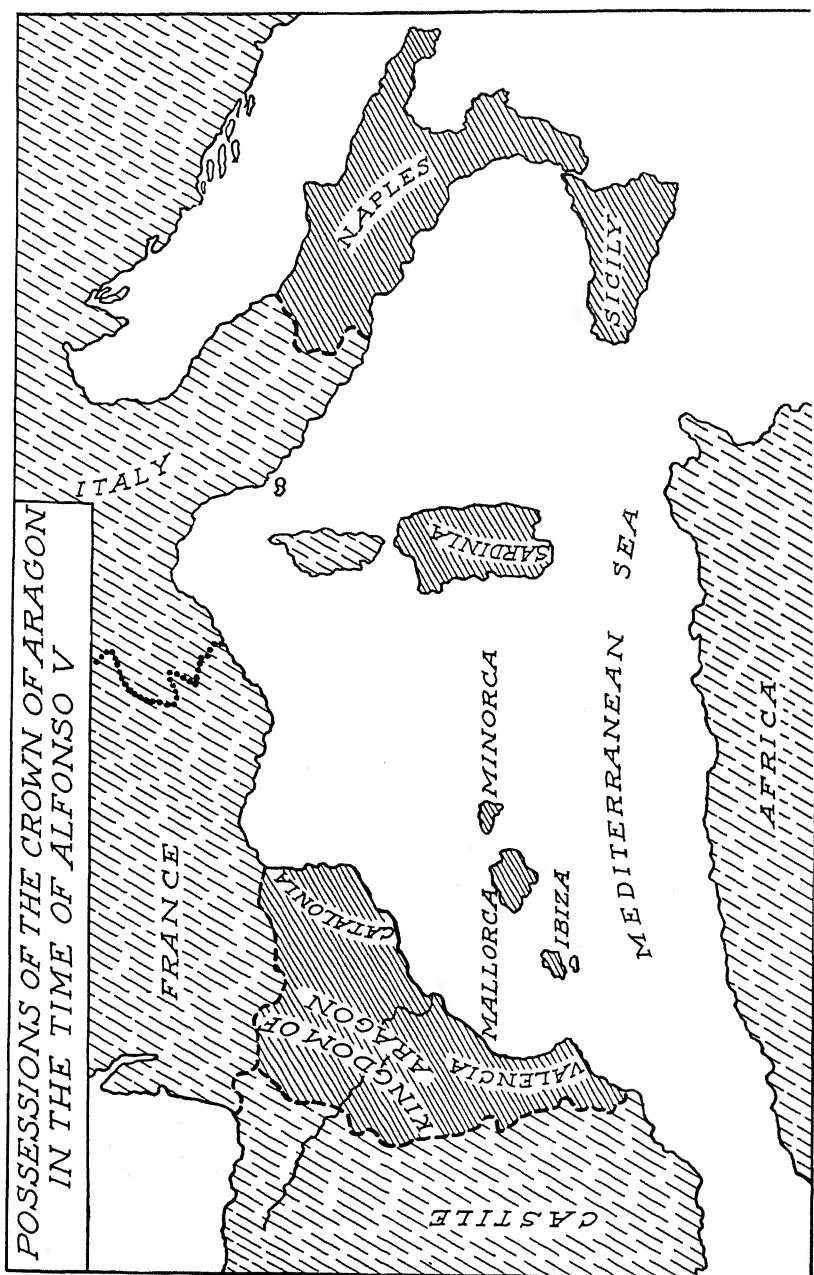 POSSESSIONS OF THE CROWN OF ARAGON
IN THE TIME OF ALFONSO V
FRANCE
ITALY
NAPLES
SICILY
SARDINIA
CATALONIA
KINGDOM OF
ARAGON
VALENCIA
CASTILE
MINORCA
MALLORCA
IBIZA
MEDITERRANEAN SEA
AFRICA